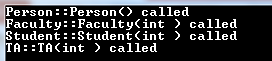 Person::Person() called
Faculty::Faculty(int ) called
Student::Student(int ) called
TA::TA(int ) called